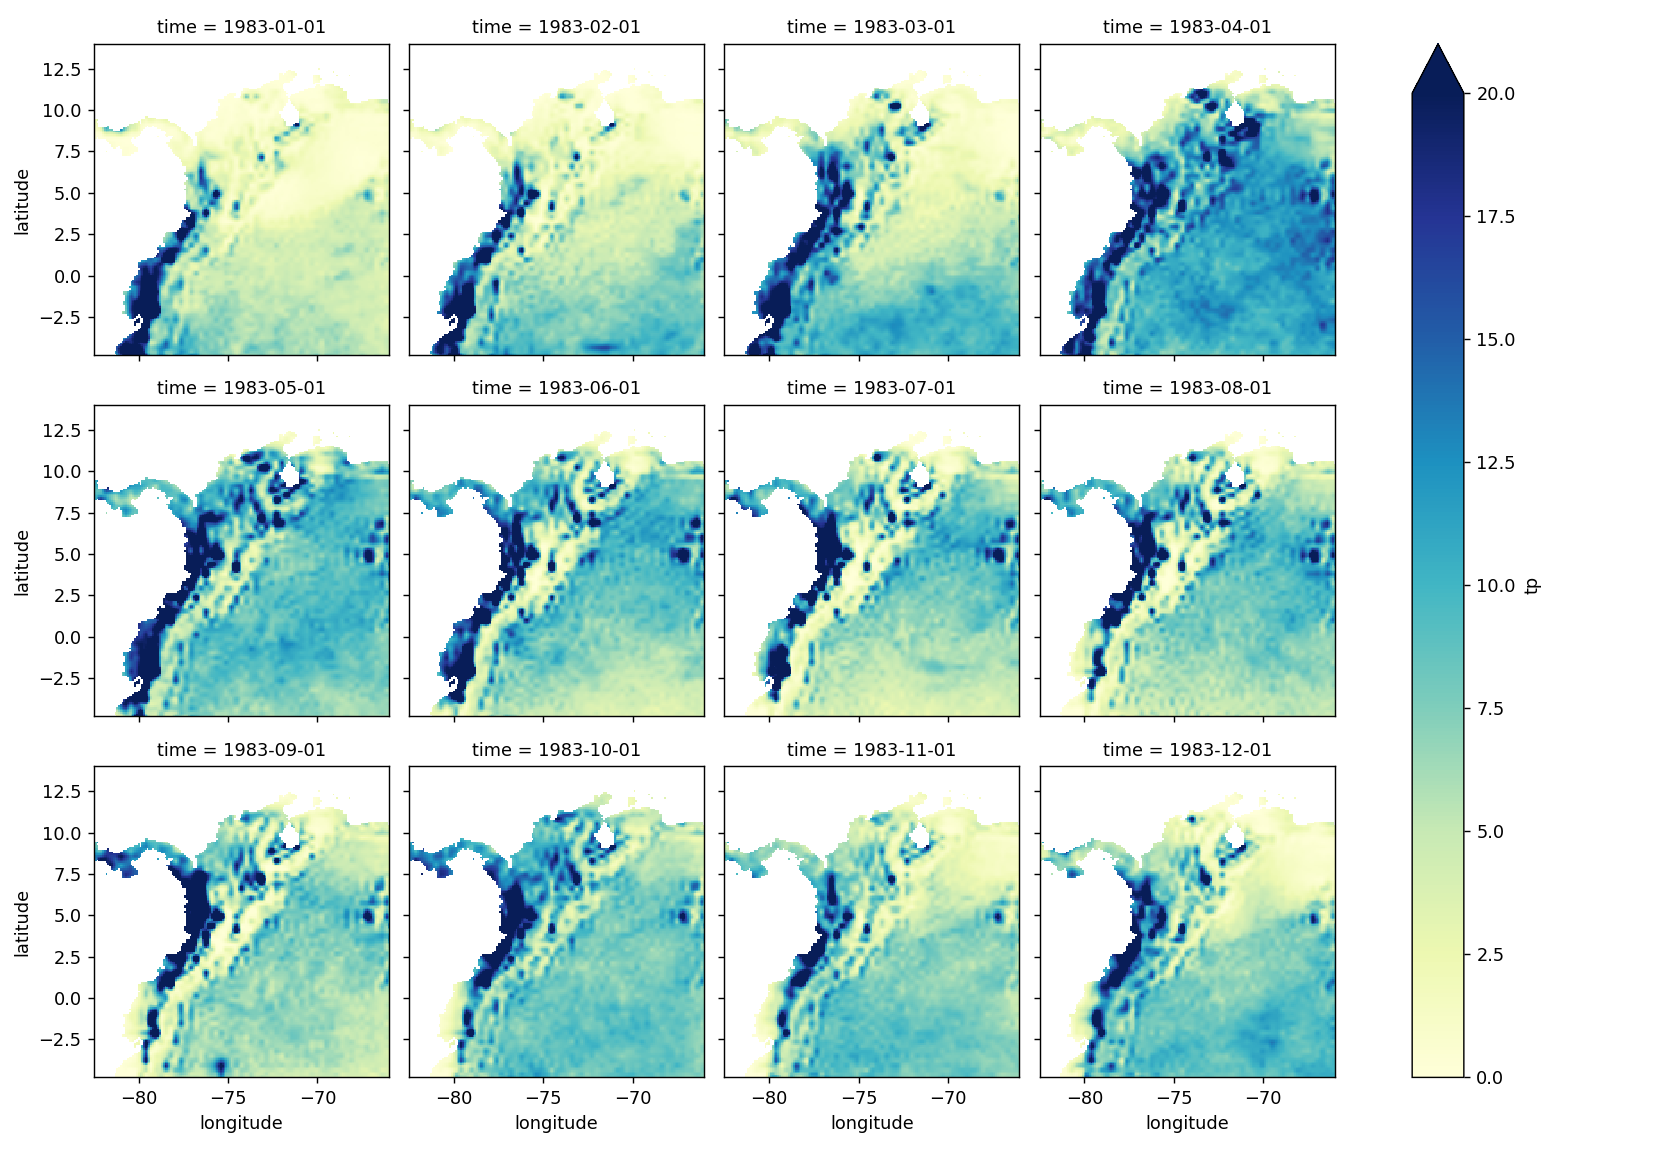 time = 1983-01-01
time = 1983-02-01
time = 1983-03-01
time = 1983-04-01
12.5
10.0
7.5
5.0
2.5
0.0
−2.5
latitude
time = 1983-05-01
time = 1983-06-01
time = 1983-07-01
time = 1983-08-01
12.5
10.0
7.5
5.0
2.5
0.0
−2.5
latitude
time = 1983-09-01
time = 1983-10-01
time = 1983-11-01
time = 1983-12-01
12.5
10.0
7.5
5.0
2.5
0.0
−2.5
latitude
−80 −75 −70
−80 −75 −70
−80 −75 −70
−80 −75 −70
longitude
longitude
longitude
longitude
20.0
17.5
15.0
12.5
10.0
7.5
5.0
2.5
0.0
tp